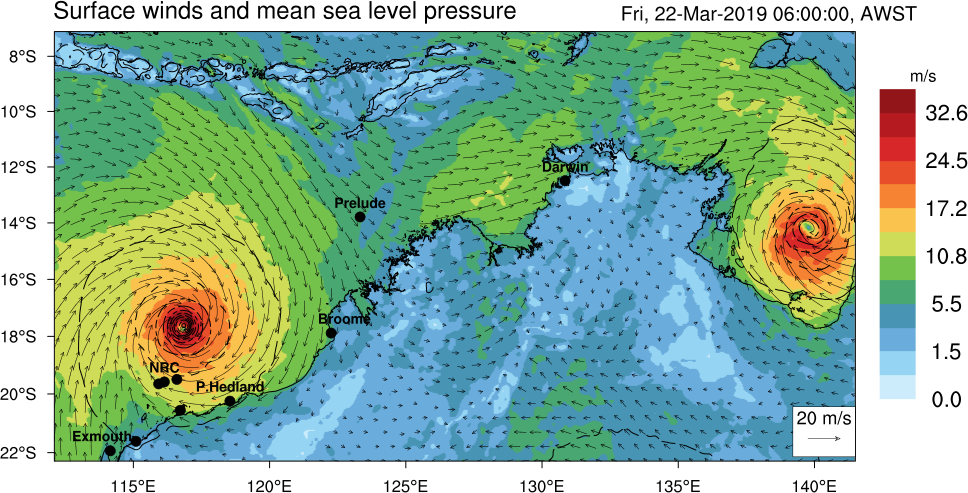 Surface winds and mean sea level pressure
Fri, 22-Mar-2019 06:00:00, AWST
8°S
10°S
12°S
14°S
16°S
18°S
20°S
22°S
Darwin
Prelude
Broome
NRC
P.Hedland
Exmouth
20 m/s
115°E
120°E
125°E
130°E
135°E
140°E
m/s
32.6
24.5
17.2
10.8
5.5
1.5
0.0